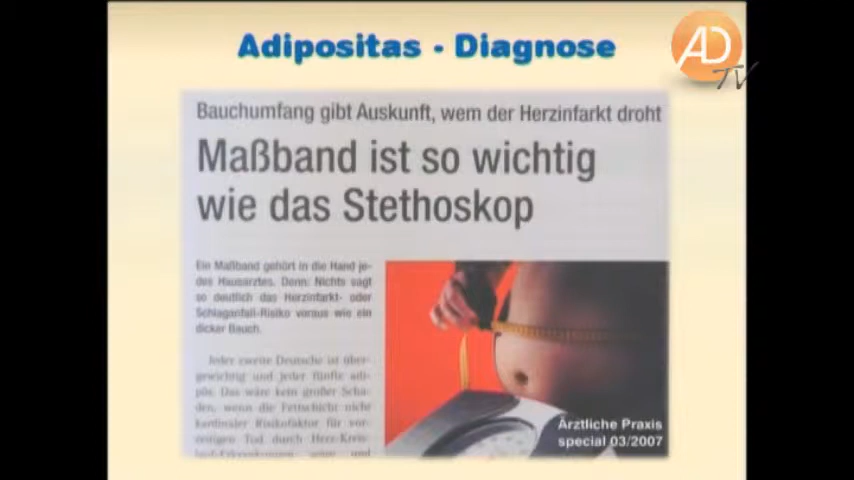 Adipositas - Diagnose
AD
TV
Bauchumfang gibt Auskunft, wem der Herzinfarkt droht
Maßband ist so wichtig
wie das Stethoskop
Ein Maßband gehört in die Hand je-
des Hausarztes. Denn: Nichts sagt
so deutlich das Herzinfarkt- oder
Schlaganfall-Risiko voraus wie ein
dicker Bauch.
Jeder zweite Deutsche ist über-
gewichtig und jeder fünfte adi-
pös. Das wäre kein großer Scha-
den, wenn die Fettschicht nicht
kardinaler Risikofaktor für vor-
zeitigen Tod durch Herz-Kreis-
Ärztliche Praxis
special 03/2007